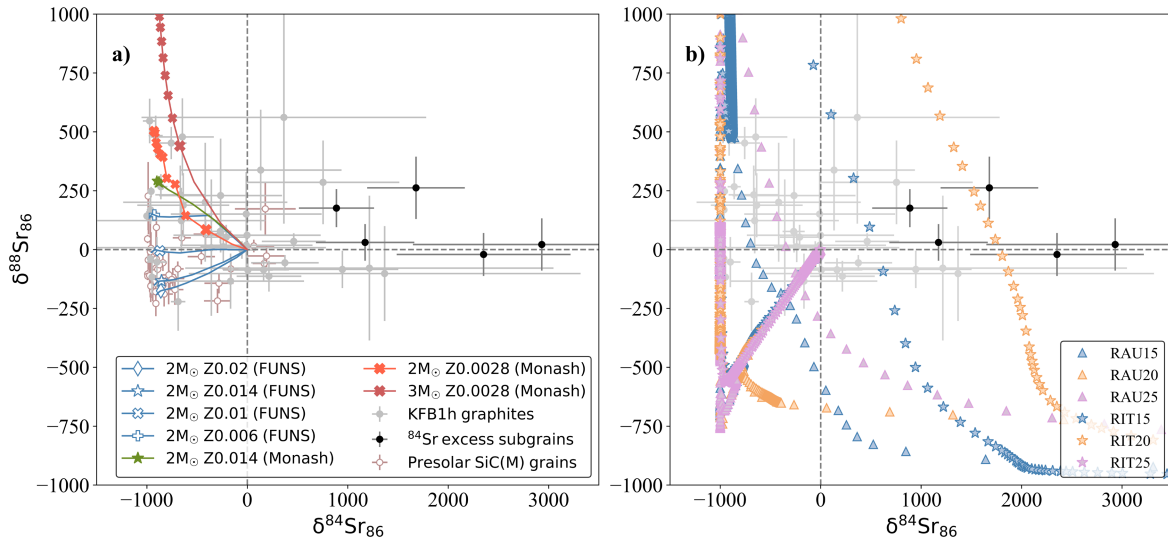 a)
δ⁸⁸Sr₈₆
1000
750
500
250
0
−250
−500
−750
−1000
−1000
0
1000
2000
3000
δ⁸⁴Sr₈₆
2M☉ Z0.02 (FUNS)
2M☉ Z0.014 (FUNS)
2M☉ Z0.01 (FUNS)
2M☉ Z0.006 (FUNS)
2M☉ Z0.014 (Monash)
2M☉ Z0.0028 (Monash)
3M☉ Z0.0028 (Monash)
KFB1h graphites
⁸⁴Sr excess subgrains
Presolar SiC(M) grains
b)
δ⁸⁸Sr₈₆
1000
750
500
250
0
−250
−500
−750
−1000
−1000
0
1000
2000
3000
δ⁸⁴Sr₈₆
RAU15
RAU20
RAU25
RIT15
RIT20
RIT25